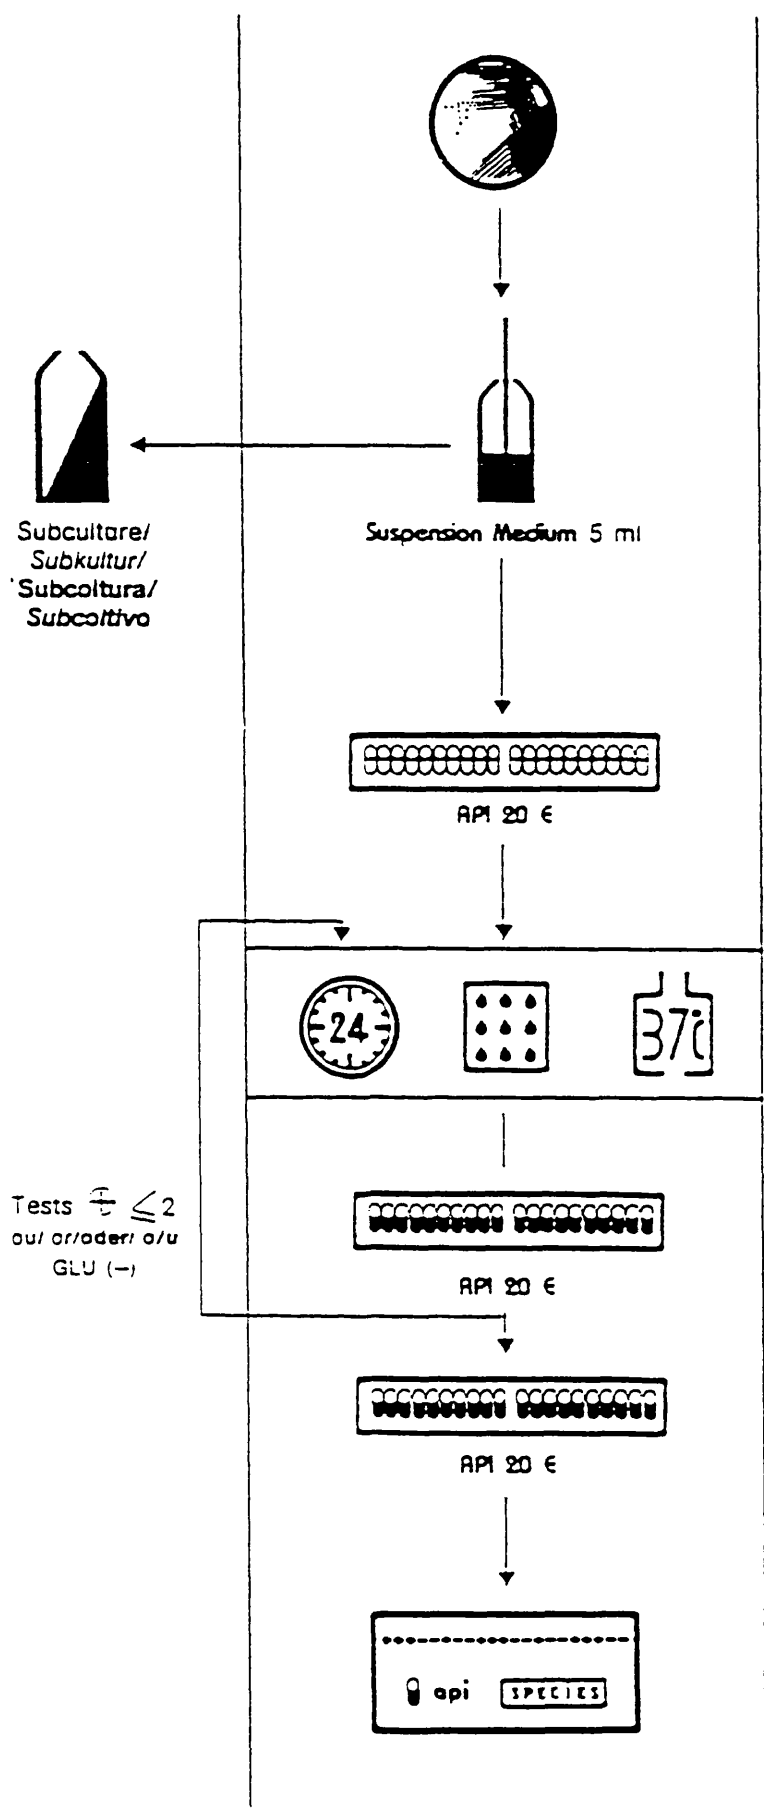 Subculture/
Subkultur/
Subcoltura/
Subcoltivo
Suspension Medium 5 ml
API 20 E
24
37°C
Tests + ≤2
ou/ or/oder/ o/u
GLU (−)
API 20 E
API 20 E
api SPECIES